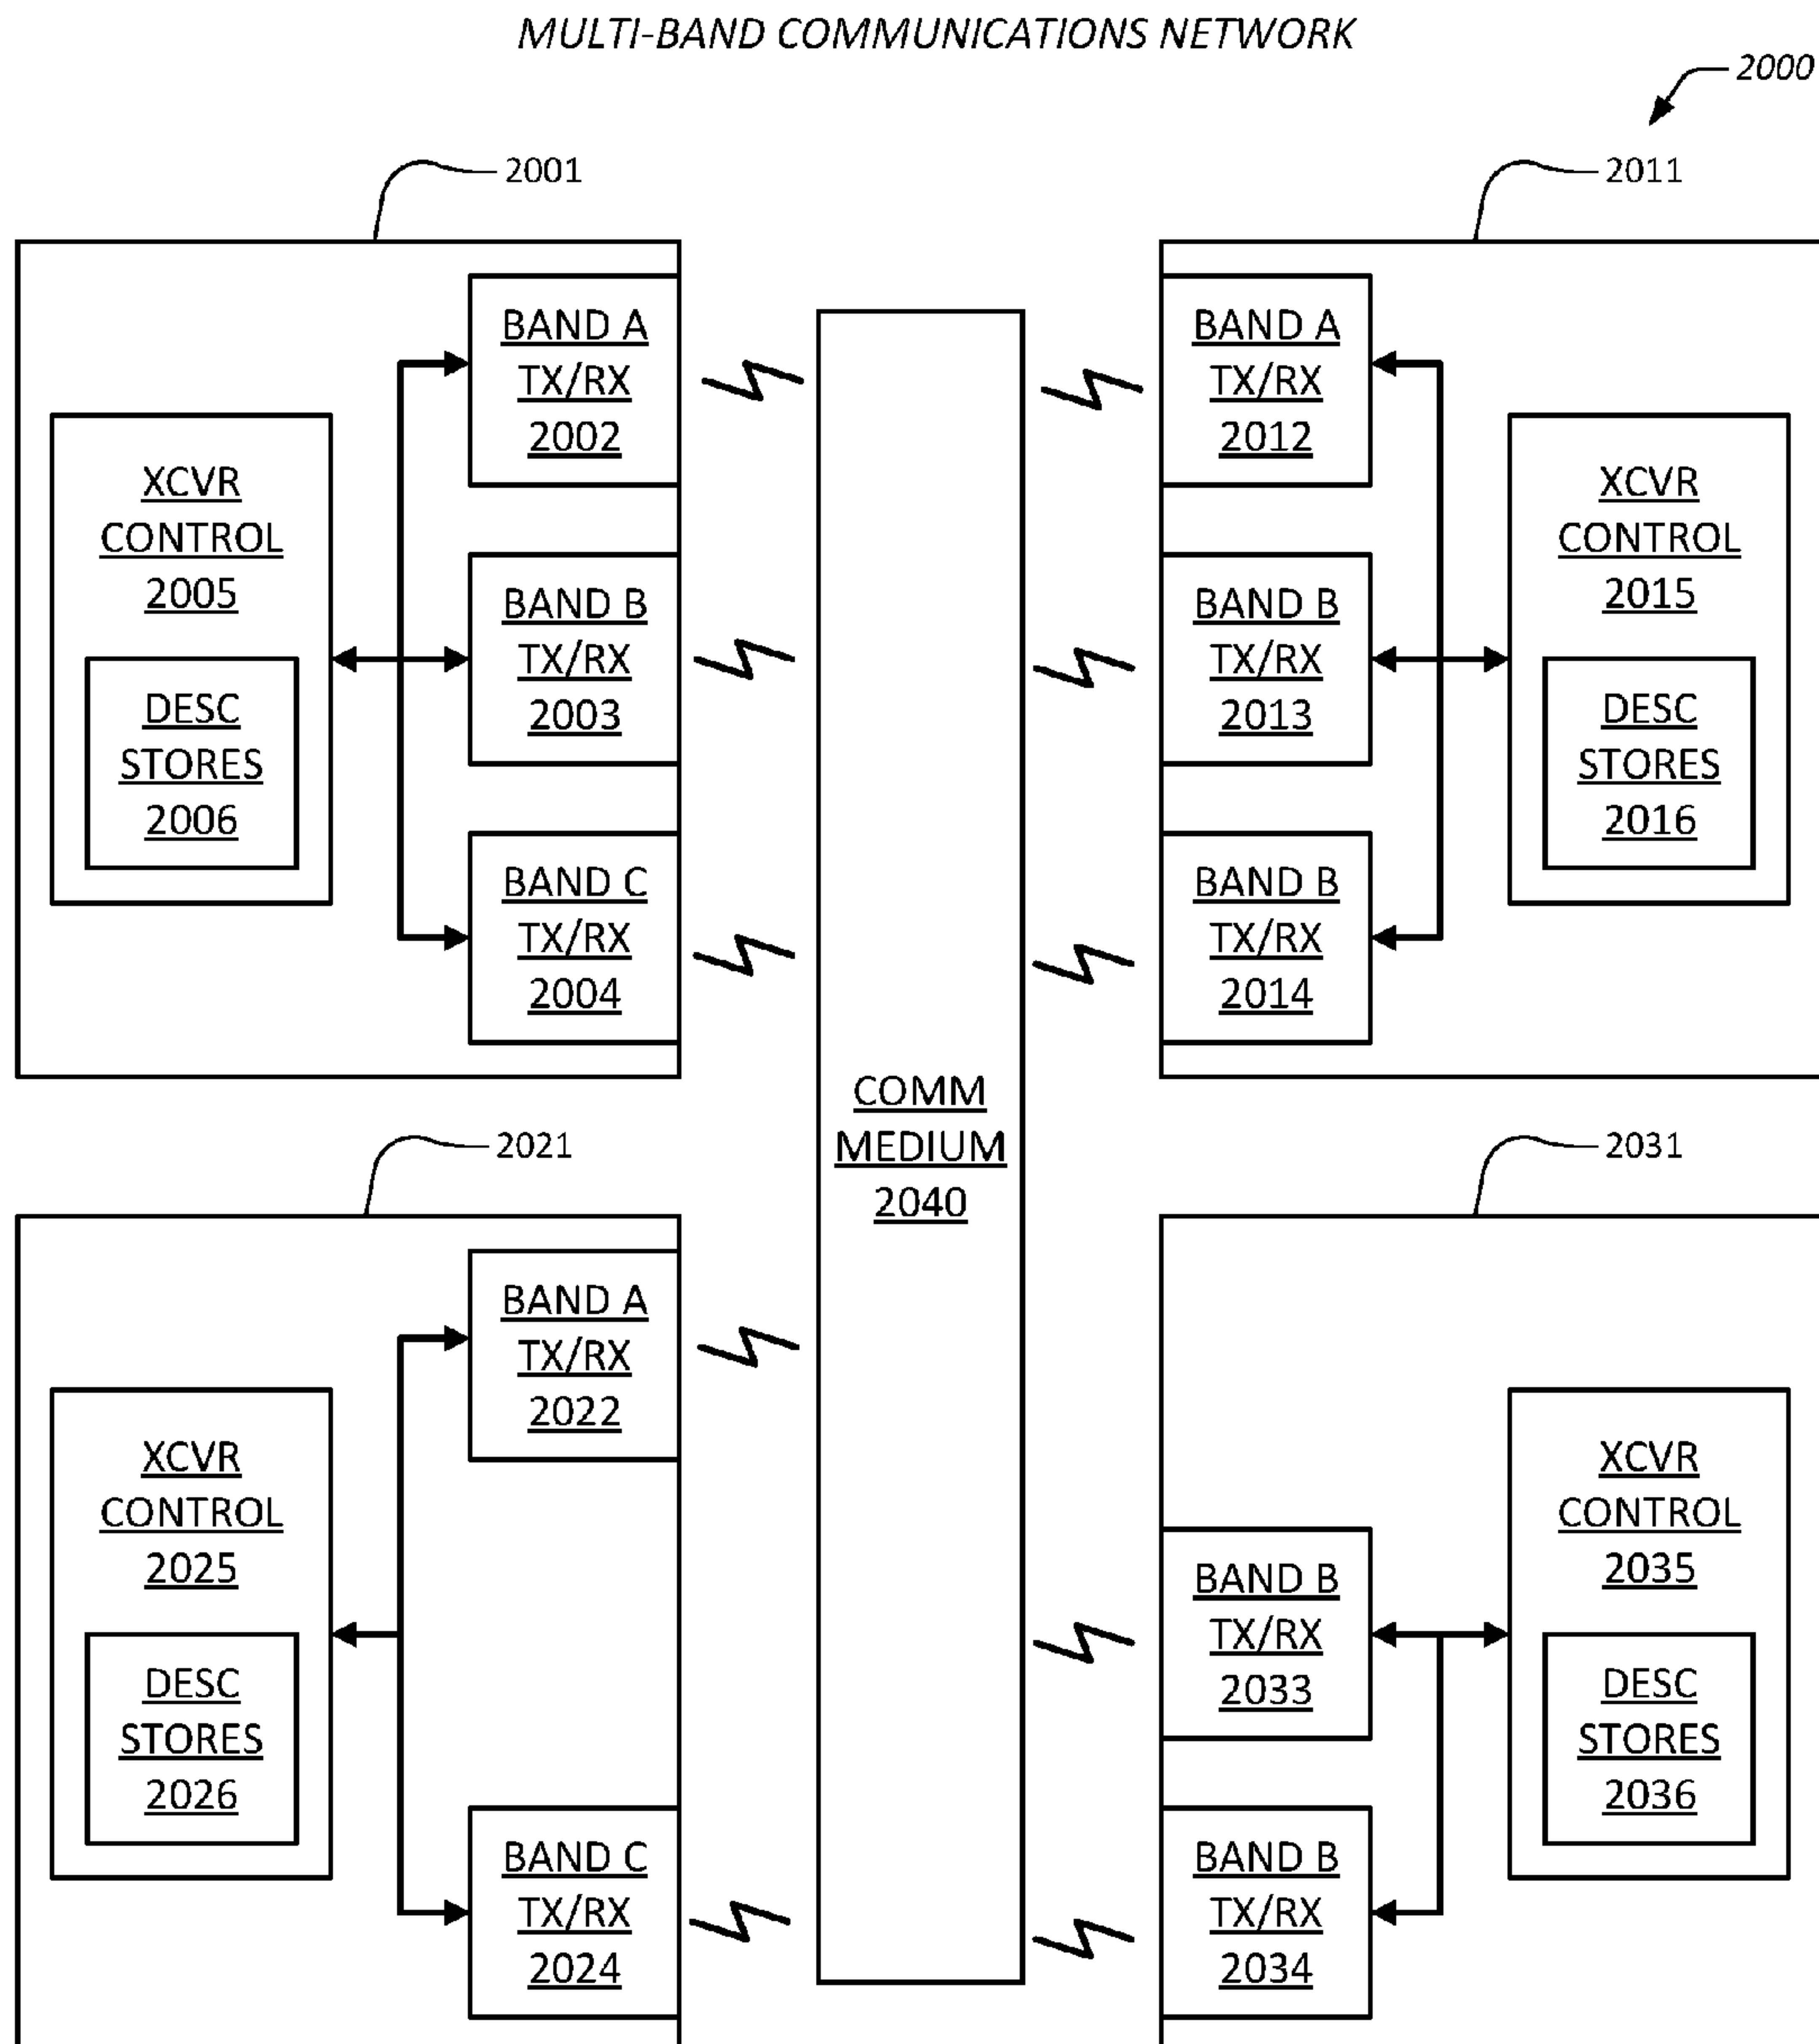 MULTI-BAND COMMUNICATIONS NETWORK
2000
2001
BAND A
TX/RX
2002
XCVR
CONTROL
2005
BAND B
TX/RX
2003
DESC
STORES
2006
BAND C
TX/RX
2004
2011
BAND A
TX/RX
2012
XCVR
CONTROL
2015
BAND B
TX/RX
2013
DESC
STORES
2016
BAND B
TX/RX
2014
COMM
MEDIUM
2040
2021
BAND A
TX/RX
2022
XCVR
CONTROL
2025
DESC
STORES
2026
BAND C
TX/RX
2024
2031
XCVR
CONTROL
2035
BAND B
TX/RX
2033
DESC
STORES
2036
BAND B
TX/RX
2034